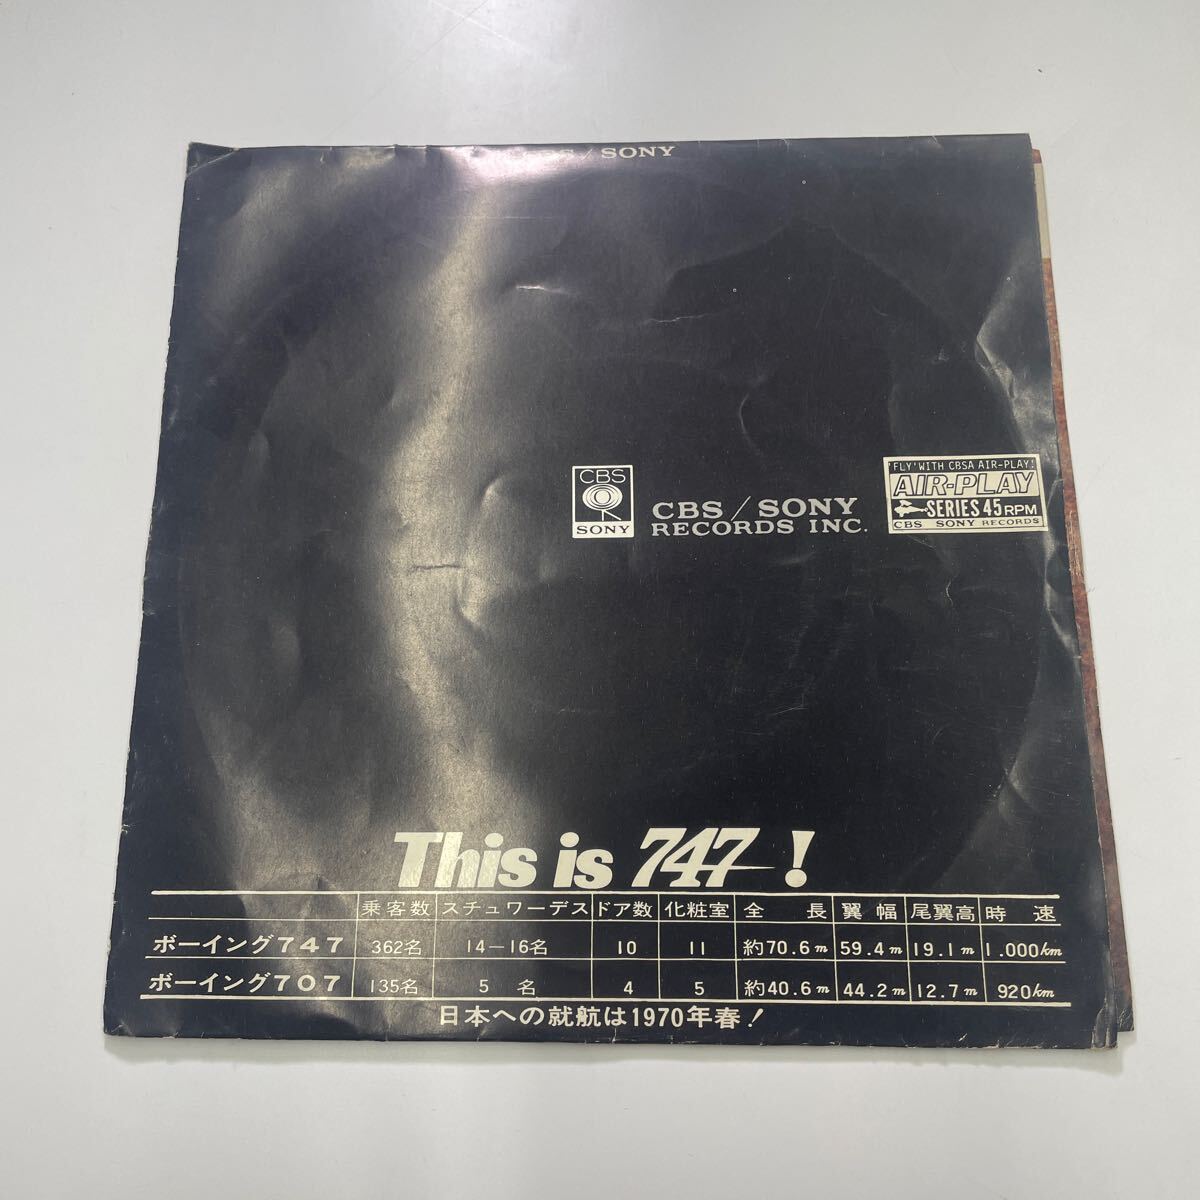 CBS / SONY
CBS
SONY
CBS / SONY
RECORDS INC.
'FLY' WITH CBSA AIR-PLAY!
AIR-PLAY
SERIES 45 RPM
CBS SONY RECORDS
This is 747!
乗客数 スチュワーデス ドア数 化粧室 全長 翼幅 尾翼高 時速
ボーイング747 362名 14-16名 10 11 約70.6m 59.4m 19.1m 1.000km
ボーイング707 135名 5名 4 5 約40.6m 44.2m 12.7m 920km
日本への就航は1970年春!